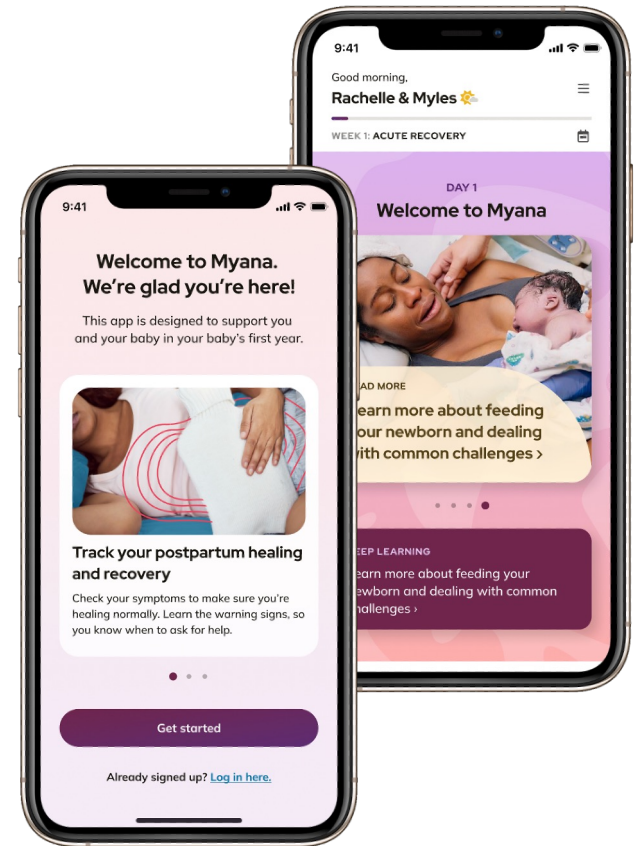 9:41
Welcome to Myana.
We're glad you're here!
This app is designed to support you
and your baby in your baby's first year.
Track your postpartum healing
and recovery
Check your symptoms to make sure you're
healing normally. Learn the warning signs, so
you know when to ask for help.
Get started
Already signed up? Log in here.
9:41
Good morning,
Rachelle & Myles
WEEK 1: ACUTE RECOVERY
DAY 1
Welcome to Myana
AD MORE
earn more about feeding
our newborn and dealing
ith common challenges ›
EEP LEARNING
earn more about feeding your
ewborn and dealing with common
hallenges ›